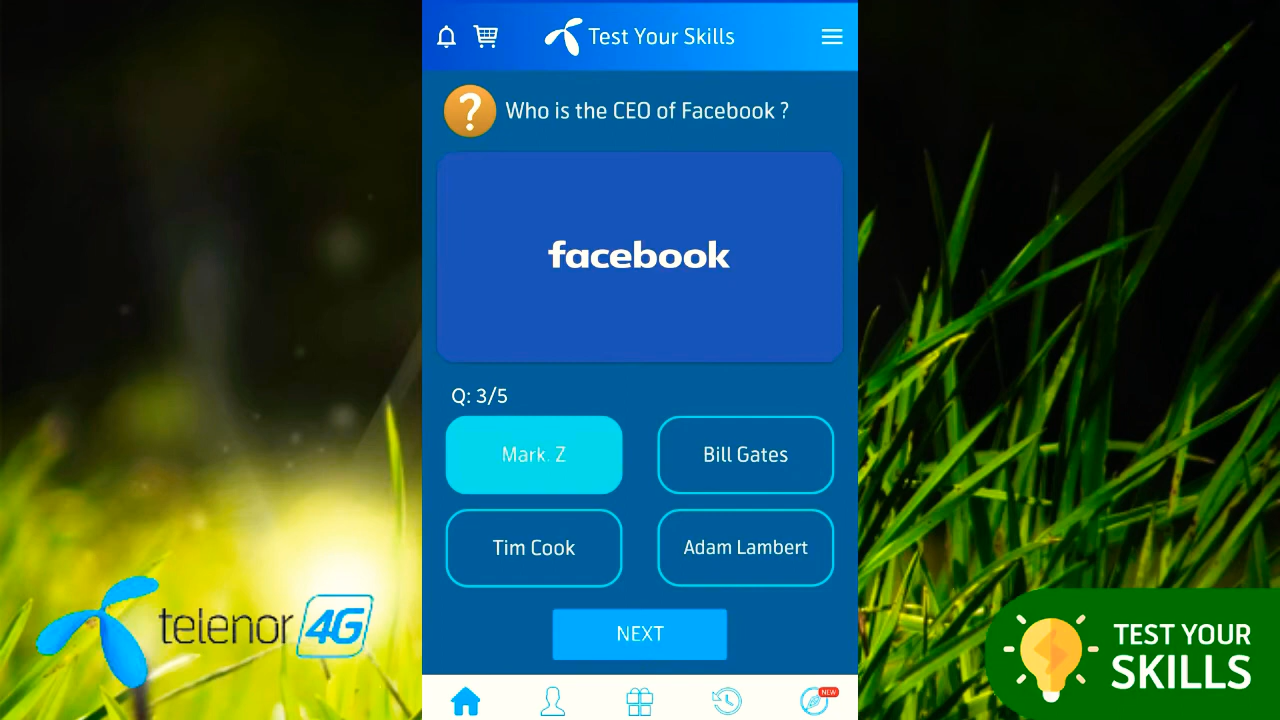 Test Your Skills
?
Who is the CEO of Facebook ?
facebook
Q: 3/5
Mark. Z
Bill Gates
Tim Cook
Adam Lambert
NEXT
NEW
telenor 4G
TEST YOUR
SKILLS